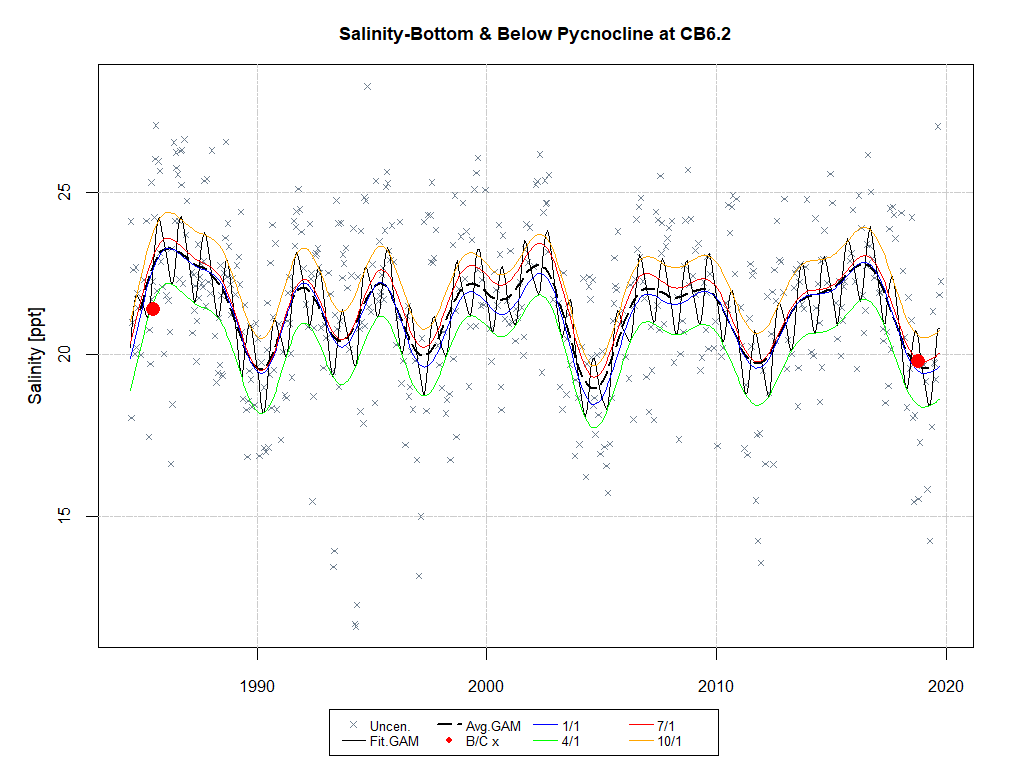 Salinity-Bottom & Below Pycnocline at CB6.2
Salinity [ppt]
25
20
15
1990
2000
2010
2020
Uncen. Avg.GAM 1/1 7/1
Fit.GAM B/C x 4/1 10/1